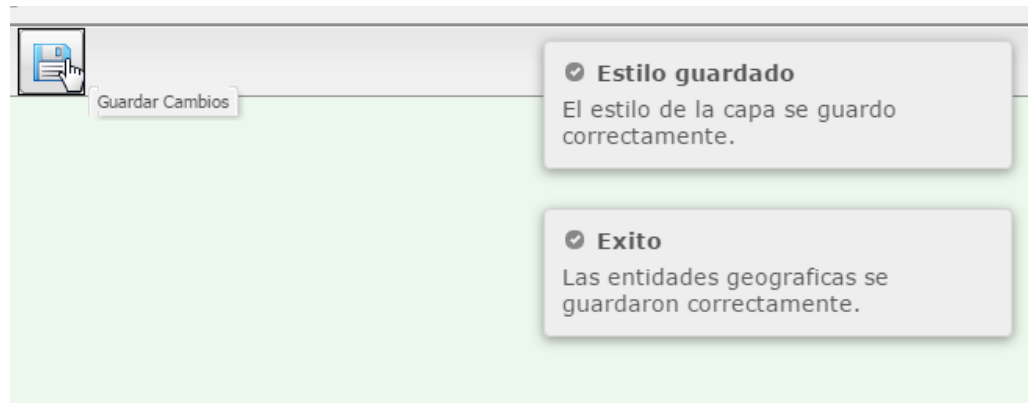 Guardar Cambios
Estilo guardado
El estilo de la capa se guardo
correctamente.
Exito
Las entidades geograficas se
guardaron correctamente.